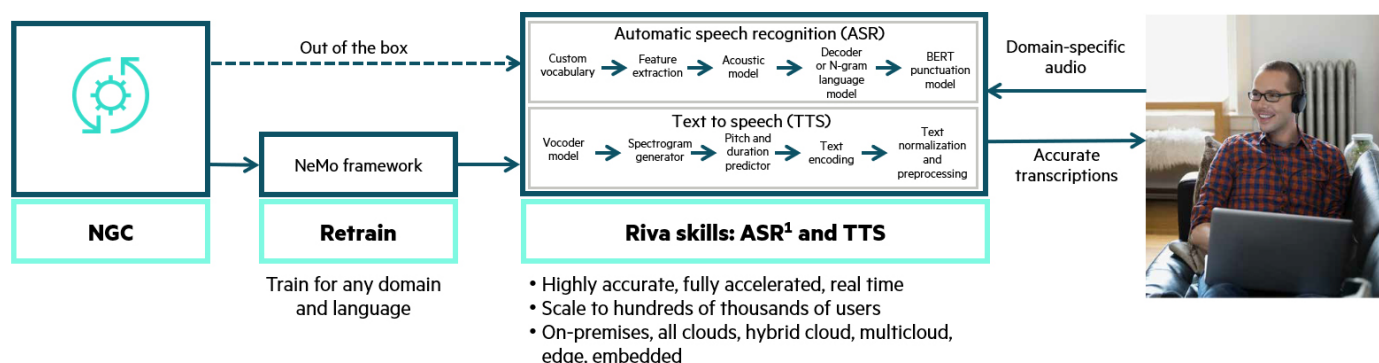 Out of the box
Automatic speech recognition (ASR)
Custom
vocabulary
Feature
extraction
Acoustic
model
Decoder
or N-gram
language
model
BERT
punctuation
model
Text to speech (TTS)
Vocoder
model
Spectrogram
generator
Pitch and
duration
predictor
Text
encoding
Text
normalization
and
preprocessing
Domain-specific
audio
Accurate
transcriptions
NeMo framework
NGC
Retrain
Riva skills: ASR¹ and TTS
Train for any domain
and language
• Highly accurate, fully accelerated, real time
• Scale to hundreds of thousands of users
• On-premises, all clouds, hybrid cloud, multicloud,
edge, embedded